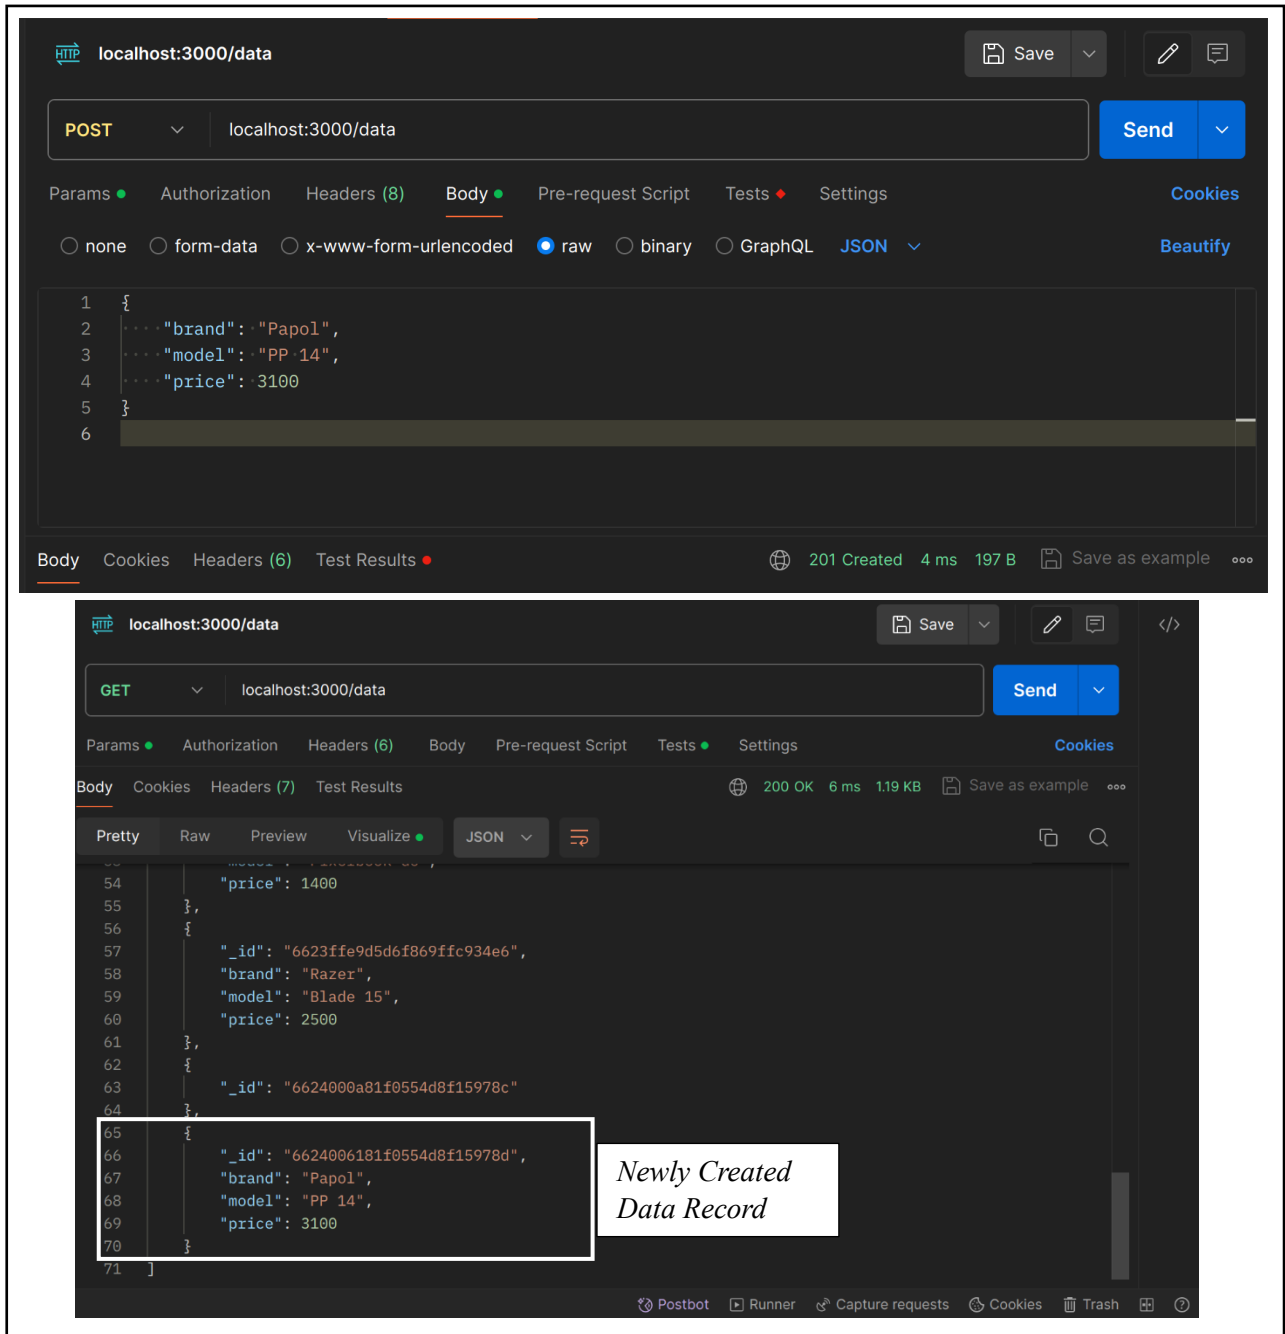 HTTP localhost:3000/data Save
POST localhost:3000/data Send
Params Authorization Headers (8) Body Pre-request Script Tests Settings Cookies
none form-data x-www-form-urlencoded raw binary GraphQL JSON Beautify
1 {
2 "brand": "Papol",
3 "model": "PP 14",
4 "price": 3100
5 }
6
Body Cookies Headers (6) Test Results 201 Created 4 ms 197 B Save as example
HTTP localhost:3000/data Save </>
GET localhost:3000/data Send
Params Authorization Headers (6) Body Pre-request Script Tests Settings Cookies
Body Cookies Headers (7) Test Results 200 OK 6 ms 1.19 KB Save as example
Pretty Raw Preview Visualize JSON
54 "price": 1400
55 },
56 {
57 "_id": "6623ffe9d5d6f869ffc934e6",
58 "brand": "Razer",
59 "model": "Blade 15",
60 "price": 2500
61 },
62 {
63 "_id": "6624000a81f0554d8f15978c"
64 },
65 {
66 "_id": "6624006181f0554d8f15978d",
67 "brand": "Papol",
68 "model": "PP 14",
69 "price": 3100
70 }
71 ]
Newly Created
Data Record
Postbot Runner Capture requests Cookies Trash